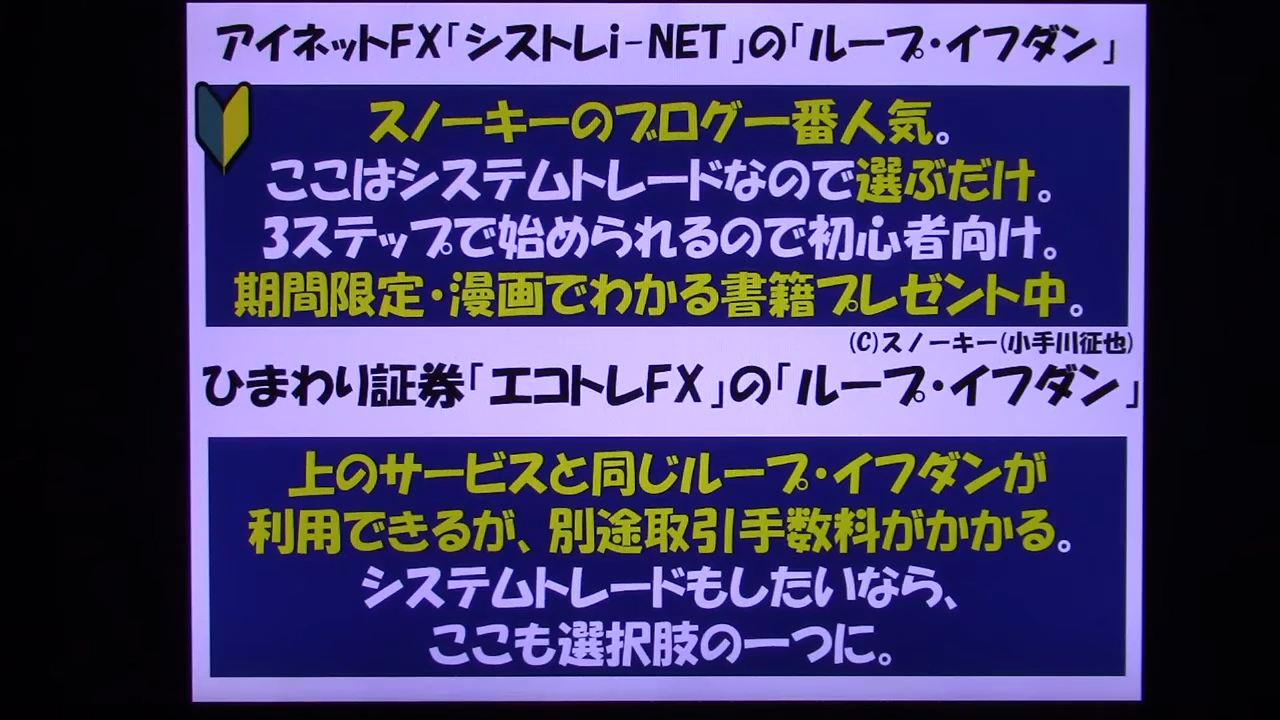 アイネットFX「シストレi-NET」の「ループ・イフダン」
スノーキーのブログ一番人気。
ここはシステムトレードなので選ぶだけ。
3ステップで始められるので初心者向け。
期間限定・漫画でわかる書籍プレゼント中。
(C)スノーキー(小手川征也)
ひまわり証券「エコトレFX」の「ループ・イフダン」
上のサービスと同じループ・イフダンが
利用できるが、別途取引手数料がかかる。
システムトレードもしたいなら、
ここも選択肢の一つに。